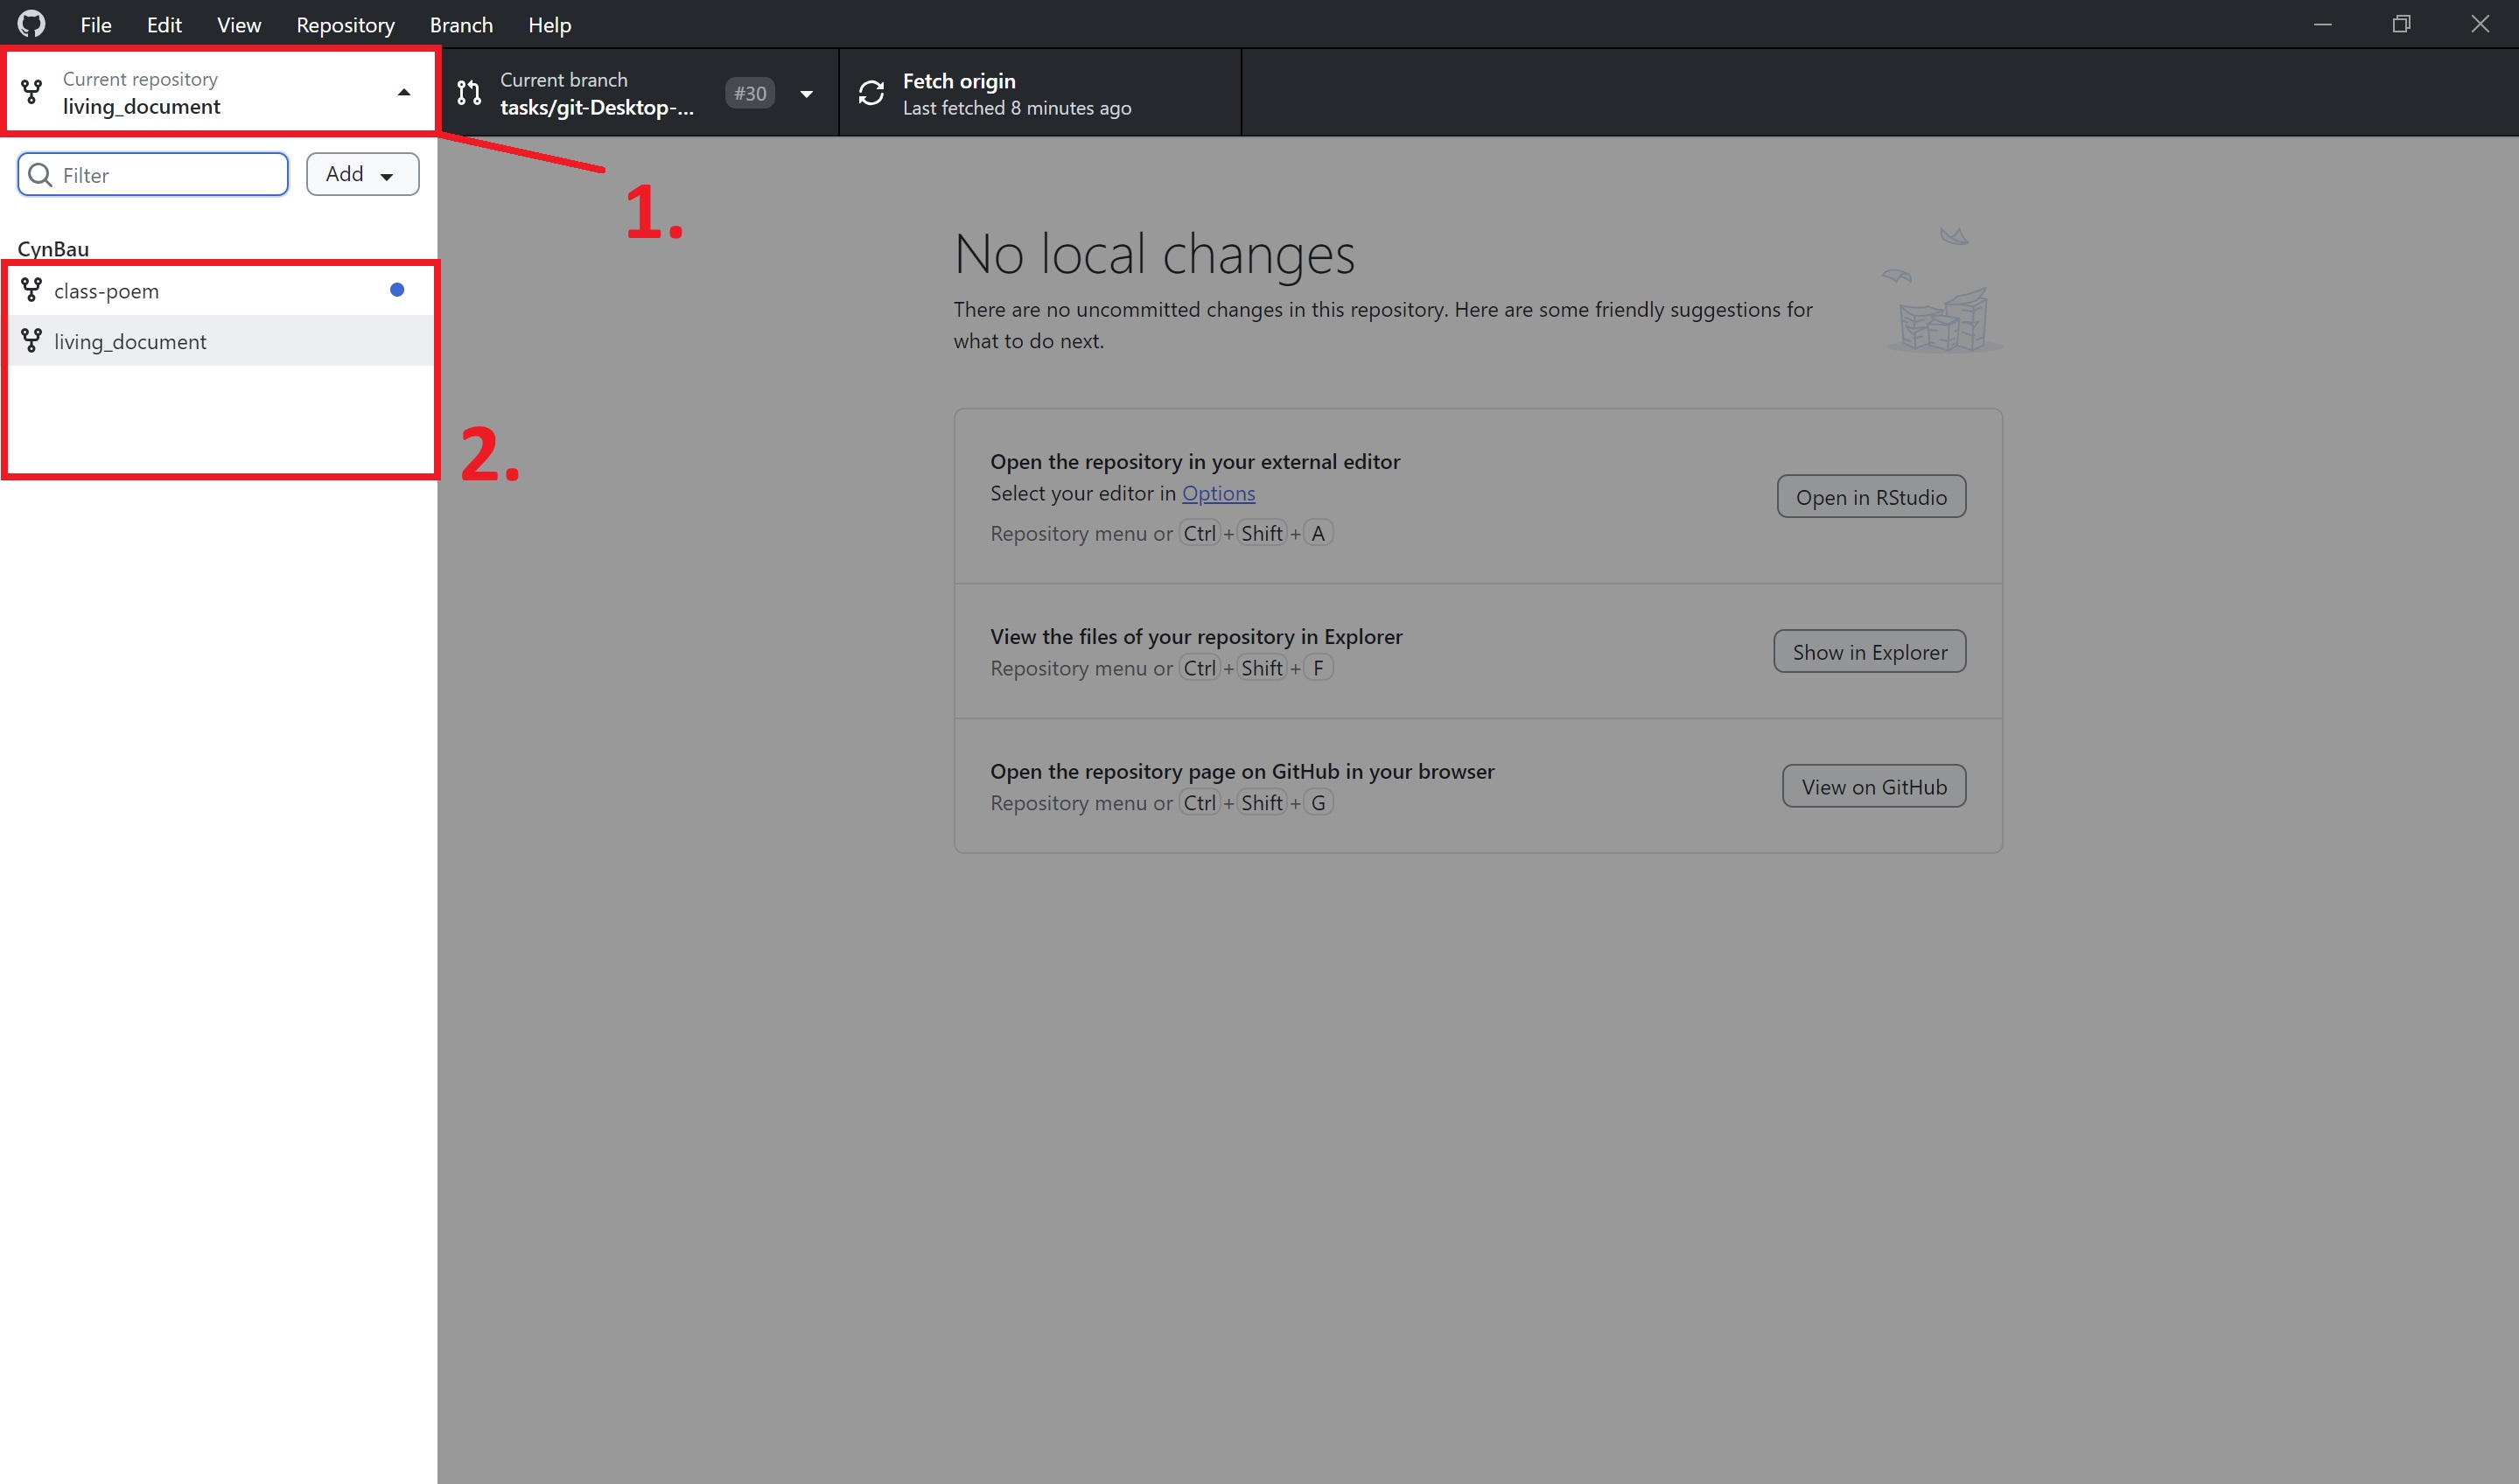 File Edit View Repository Branch Help
Current repository
living_document
Current branch
tasks/git-Desktop-...
#30
Fetch origin
Last fetched 8 minutes ago
Filter
Add
1.
CynBau
class-poem
living_document
2.
No local changes
There are no uncommitted changes in this repository. Here are some friendly suggestions for
what to do next.
Open the repository in your external editor
Select your editor in Options
Repository menu or Ctrl + Shift + A
Open in RStudio
View the files of your repository in Explorer
Repository menu or Ctrl + Shift + F
Show in Explorer
Open the repository page on GitHub in your browser
Repository menu or Ctrl + Shift + G
View on GitHub